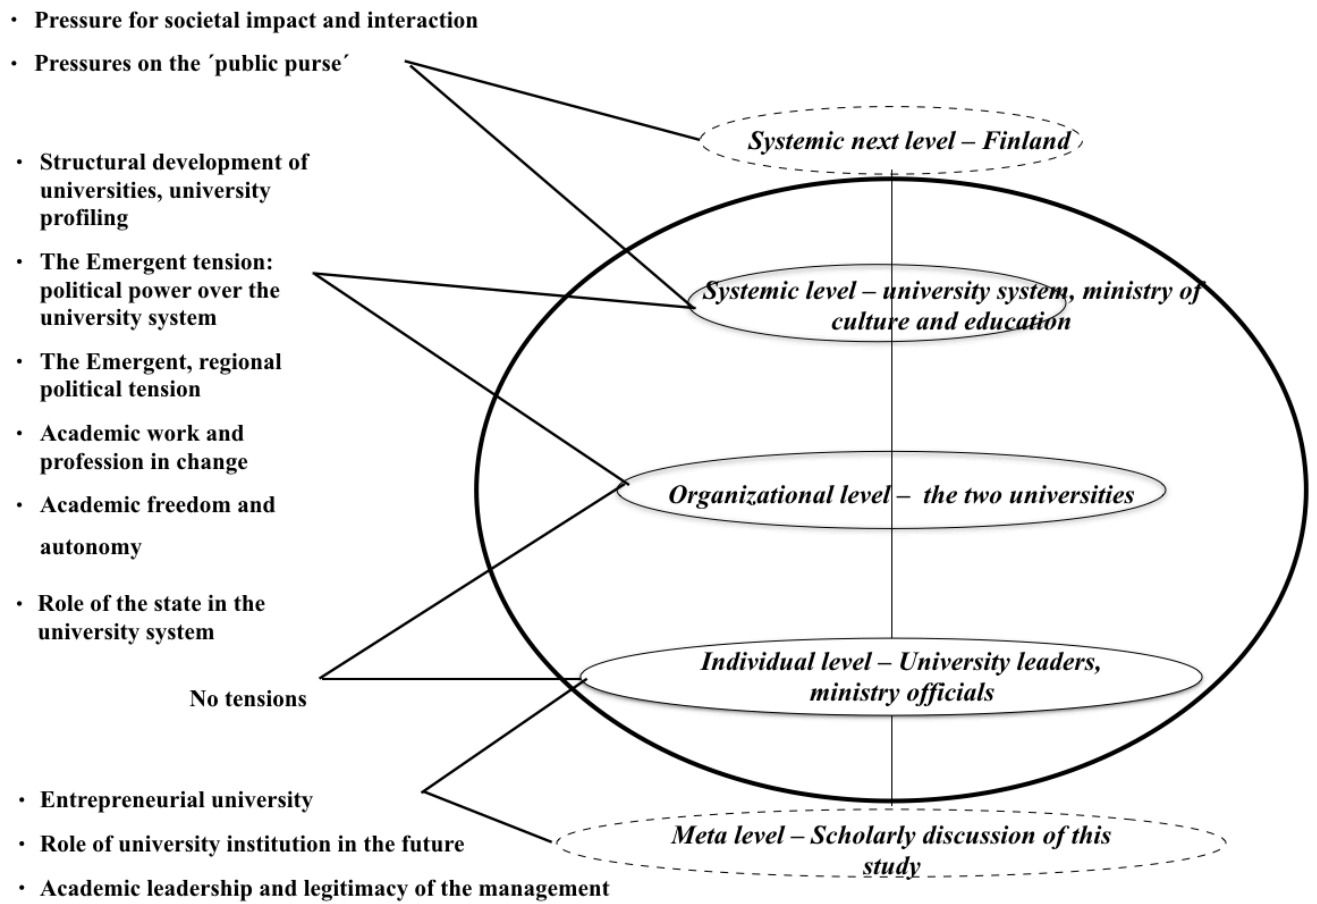 · Pressure for societal impact and interaction
· Pressures on the ´public purse´
· Structural development of
universities, university
profiling
· The Emergent tension:
political power over the
university system
· The Emergent, regional
political tension
· Academic work and
profession in change
· Academic freedom and
autonomy
· Role of the state in the
university system
No tensions
· Entrepreneurial university
· Role of university institution in the future
· Academic leadership and legitimacy of the management
Systemic next level – Finland
Systemic level – university system, ministry of
culture and education
Organizational level – the two universities
Individual level – University leaders,
ministry officials
Meta level – Scholarly discussion of this
study